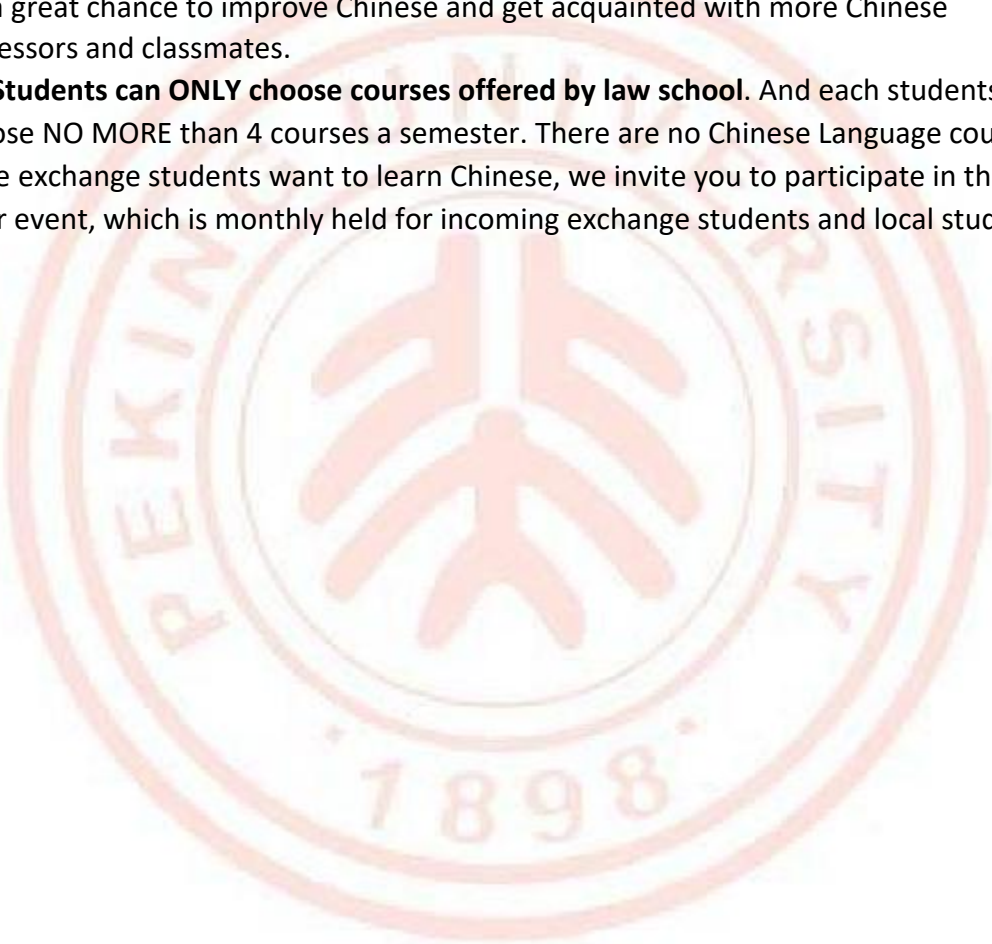 great chance to improve Chinese and get acquainted with more Chinese
essors and classmates.
Students can ONLY choose courses offered by law school. And each students
ose NO MORE than 4 courses a semester. There are no Chinese Language cou
e exchange students want to learn Chinese, we invite you to participate in th
r event, which is monthly held for incoming exchange students and local stud
PEKING UNIVERSITY
1898